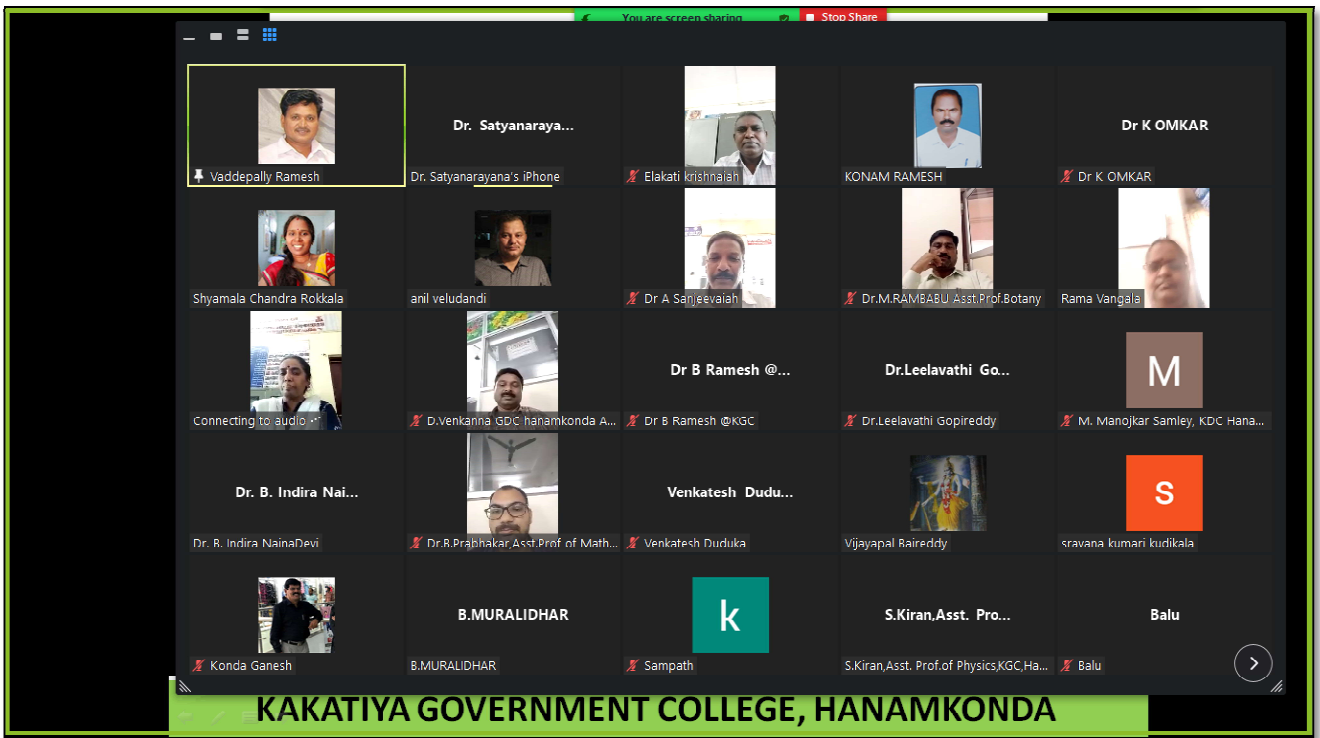 You are screen sharing
Stop Share
Vaddepally Ramesh
Dr. Satyanaraya...
Dr. Satyanarayana's iPhone
Elakati krishnaiah
KONAM RAMESH
Dr K OMKAR
Dr K OMKAR
Shyamala Chandra Rokkala
anil veludandi
Dr A Sanjeevaiah
Dr.M.RAMBABU Asst.Prof.Botany
Rama Vangala
Connecting to audio ···
D.Venkanna GDC hanamkonda A...
Dr B Ramesh @...
Dr B Ramesh @KGC
Dr.Leelavathi Go...
Dr.Leelavathi Gopireddy
M
M. Manojkar Samley, KDC Hana...
Dr. B. Indira Nai...
Dr. B. Indira NainaDevi
Dr.B.Prabhakar,Asst.Prof of Math...
Venkatesh Dudu...
Venkatesh Duduka
Vijayapal Baireddy
s
sravana kumari kudikala
Konda Ganesh
B.MURALIDHAR
B.MURALIDHAR
k
Sampath
S.Kiran,Asst. Pro...
S.Kiran,Asst. Prof.of Physics,KGC,Ha...
Balu
Balu
KAKATIYA GOVERNMENT COLLEGE, HANAMKONDA